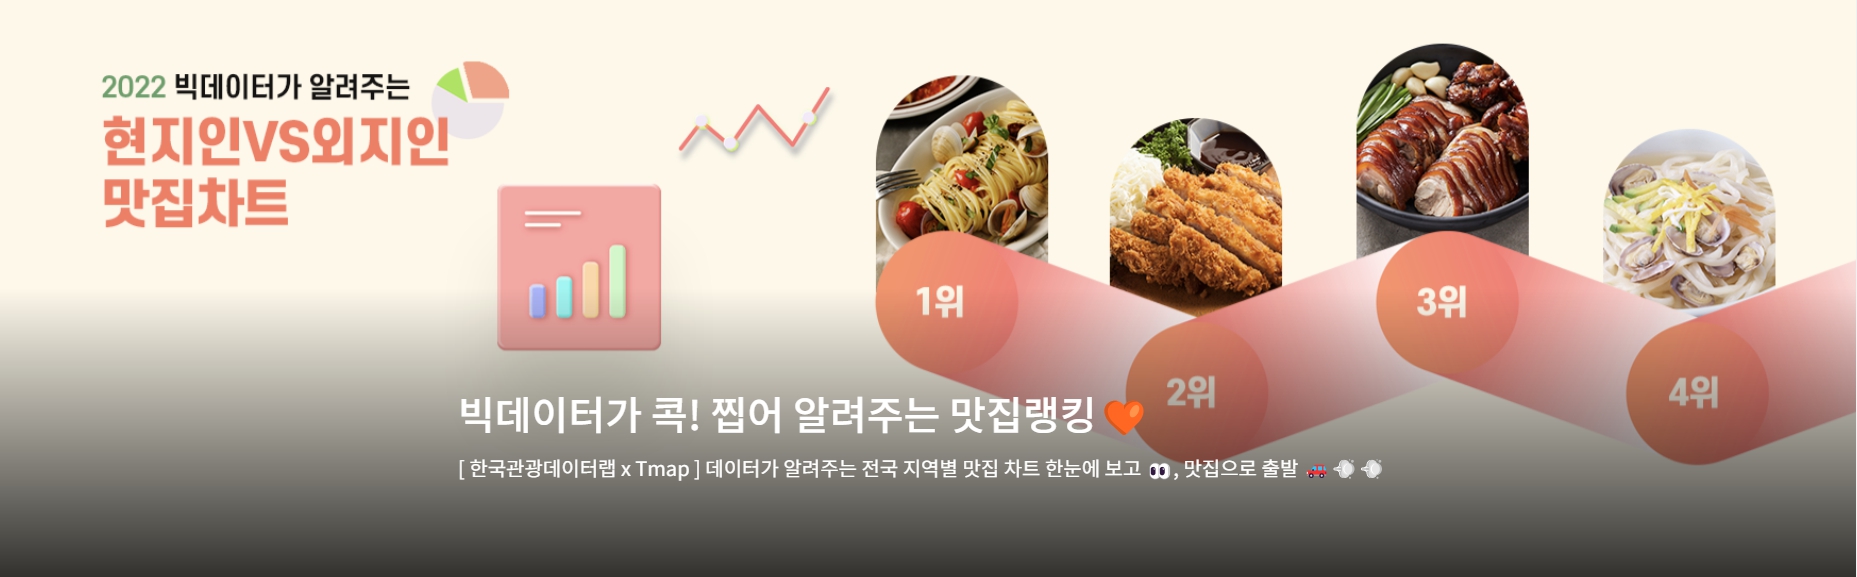 2022 빅데이터가 알려주는
현지인VS외지인
맛집차트
1위
2위
3위
4위
빅데이터가 콕! 찝어 알려주는 맛집랭킹 🧡
[ 한국관광데이터랩 x Tmap ] 데이터가 알려주는 전국 지역별 맛집 차트 한눈에 보고 👀, 맛집으로 출발 🚗 💨 💨